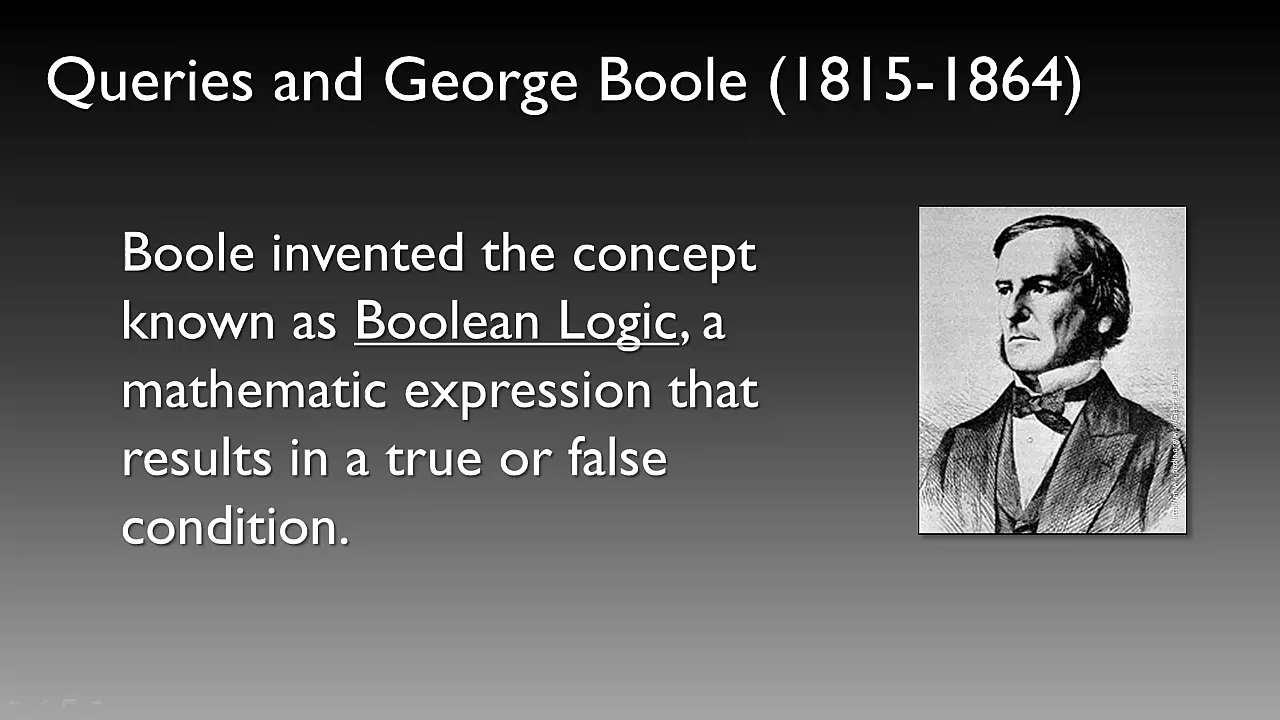 Queries and George Boole (1815-1864)
Boole invented the concept
known as Boolean Logic, a
mathematic expression that
results in a true or false
condition.